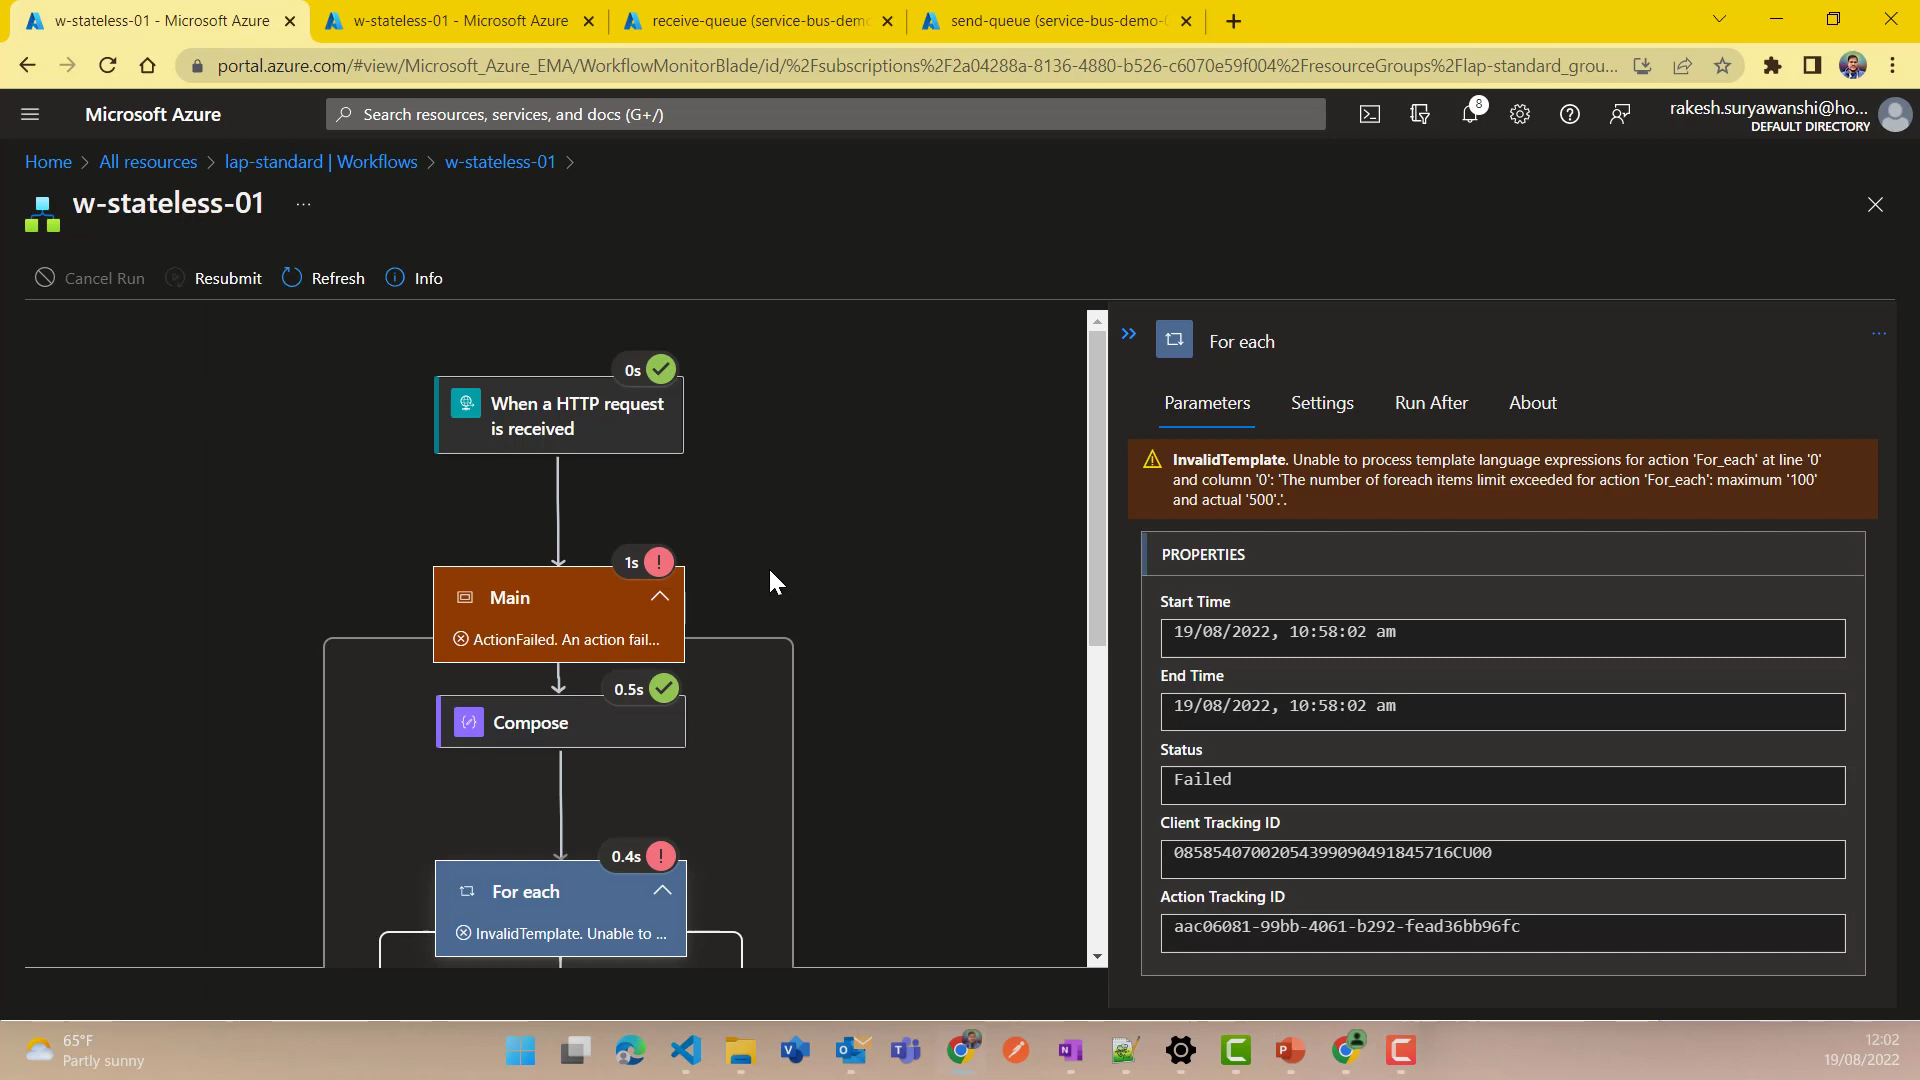 w-stateless-01 - Microsoft Azure
w-stateless-01 - Microsoft Azure
receive-queue (service-bus-demo
send-queue (service-bus-demo-
portal.azure.com/#view/Microsoft_Azure_EMA/WorkflowMonitorBlade/id/%2Fsubscriptions%2F2a04288a-8136-4880-b526-c6070e59f004%2FresourceGroups%2Flap-standard_grou...
Microsoft Azure
Search resources, services, and docs (G+/)
8
rakesh.suryawanshi@ho...
DEFAULT DIRECTORY
Home > All resources > lap-standard | Workflows > w-stateless-01 >
w-stateless-01
...
Cancel Run
Resubmit
Refresh
Info
0s
When a HTTP request
is received
1s
Main
ActionFailed. An action fail...
0.5s
Compose
0.4s
For each
InvalidTemplate. Unable to ...
For each
...
Parameters
Settings
Run After
About
InvalidTemplate. Unable to process template language expressions for action 'For_each' at line '0'
and column '0': 'The number of foreach items limit exceeded for action 'For_each': maximum '100'
and actual '500'.'.
PROPERTIES
Start Time
19/08/2022, 10:58:02 am
End Time
19/08/2022, 10:58:02 am
Status
Failed
Client Tracking ID
08585407002054399090491845716CU00
Action Tracking ID
aac06081-99bb-4061-b292-fead36bb96fc
65°F
Partly sunny
12:02
19/08/2022